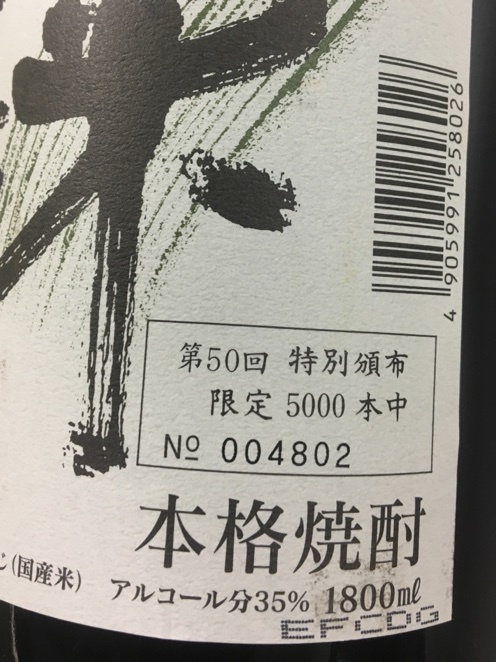 4 905991 258026
第50回 特別頒布
限定 5000 本中
№ 004802
本格焼酎
(国産米)
アルコール分35% 1800mℓ
EFCDG